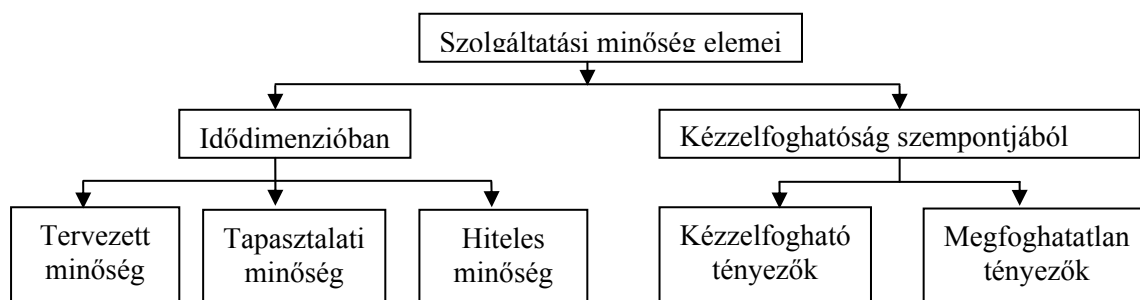 Szolgáltatási minőség elemei
Idődimenzióban
Kézzelfoghatóság szempontjából
Tervezett
minőség
Tapasztalati
minőség
Hiteles
minőség
Kézzelfogható
tényezők
Megfoghatatlan
tényezők